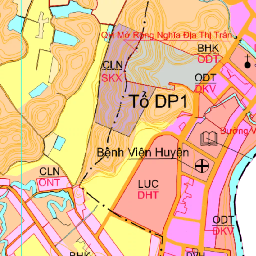 Qh Mở Rộng Nghĩa Địa Thị Trấn
BHK
ODT
CLN
SKX
ODT
DKV
Tổ DP1
Bệnh Viện Huyện
CLN
ONT
LUC
DHT
ODT
DKV
BHK